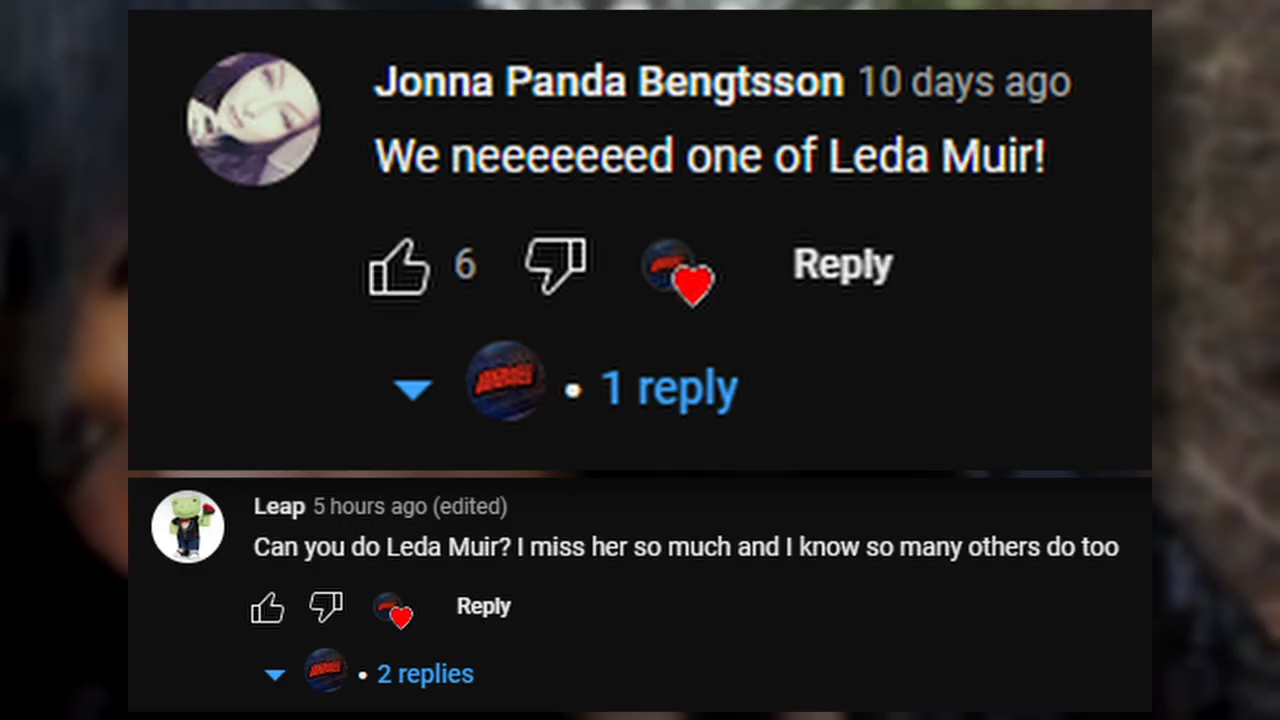 Jonna Panda Bengtsson 10 days ago
We neeeeeeed one of Leda Muir!
6 Reply
• 1 reply
Leap 5 hours ago (edited)
Can you do Leda Muir? I miss her so much and I know so many others do too
Reply
• 2 replies